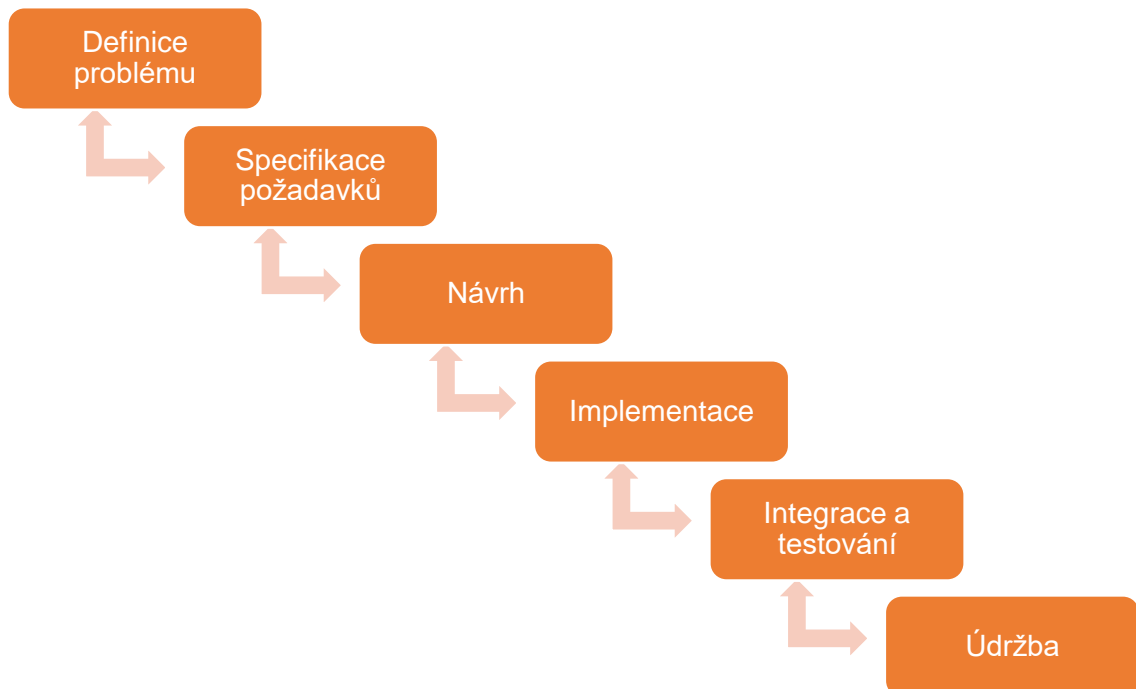 Definice
problému
Specifikace
požadavků
Návrh
Implementace
Integrace a
testování
Údržba